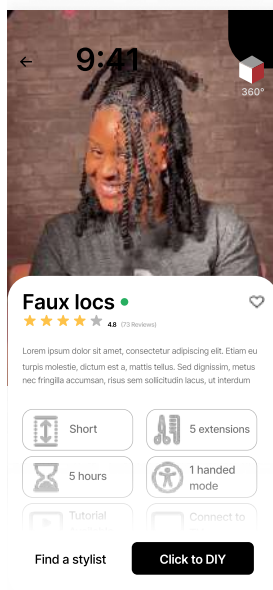 9:41
360°
Faux locs
4.8 (73 Reviews)
Lorem ipsum dolor sit amet, consectetur adipiscing elit. Etiam eu
turpis molestie, dictum est a, mattis tellus. Sed dignissim, metus
nec fringilla accumsan, risus sem sollicitudin lacus, ut interdum
Short
5 extensions
5 hours
1 handed
mode
Tutorial
Connect to
Find a stylist
Click to DIY